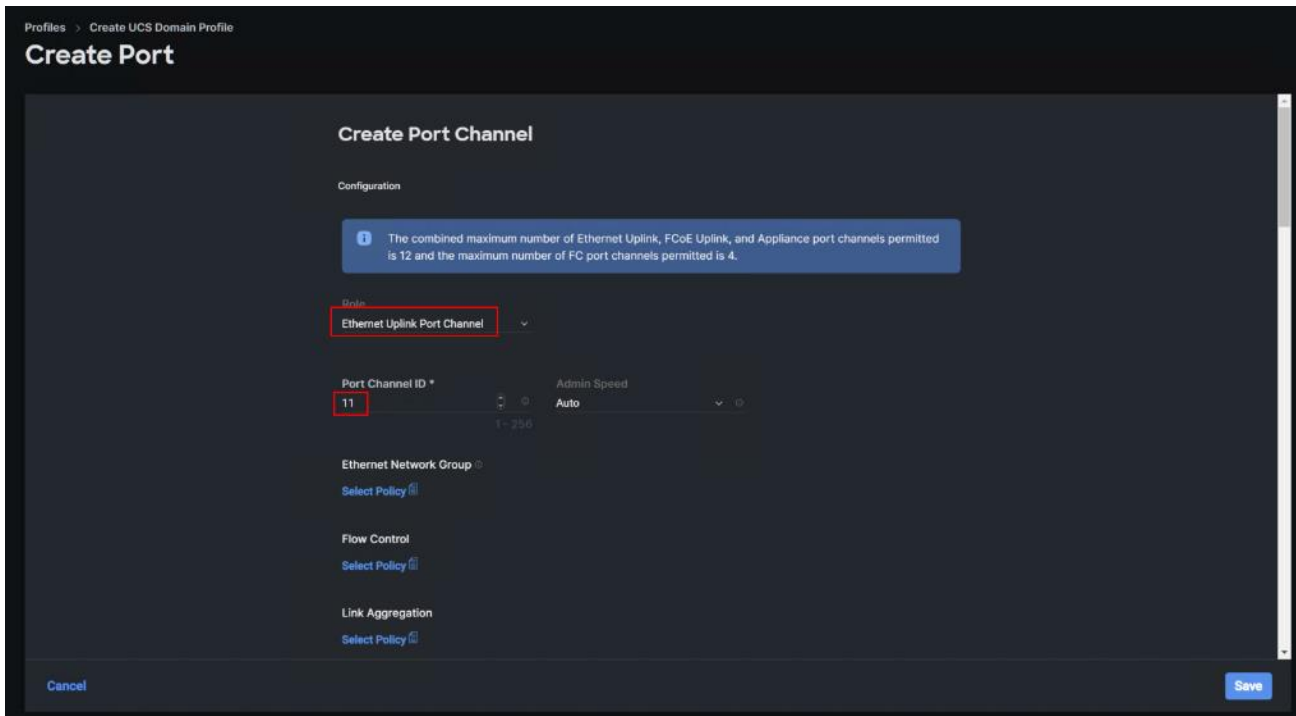 Profiles > Create UCS Domain Profile
Create Port
Create Port Channel
Configuration
The combined maximum number of Ethernet Uplink, FCoE Uplink, and Appliance port channels permitted
is 12 and the maximum number of FC port channels permitted is 4.
Role
Ethernet Uplink Port Channel
Port Channel ID * Admin Speed
11 Auto
1 - 256
Ethernet Network Group
Select Policy
Flow Control
Select Policy
Link Aggregation
Select Policy
Cancel Save